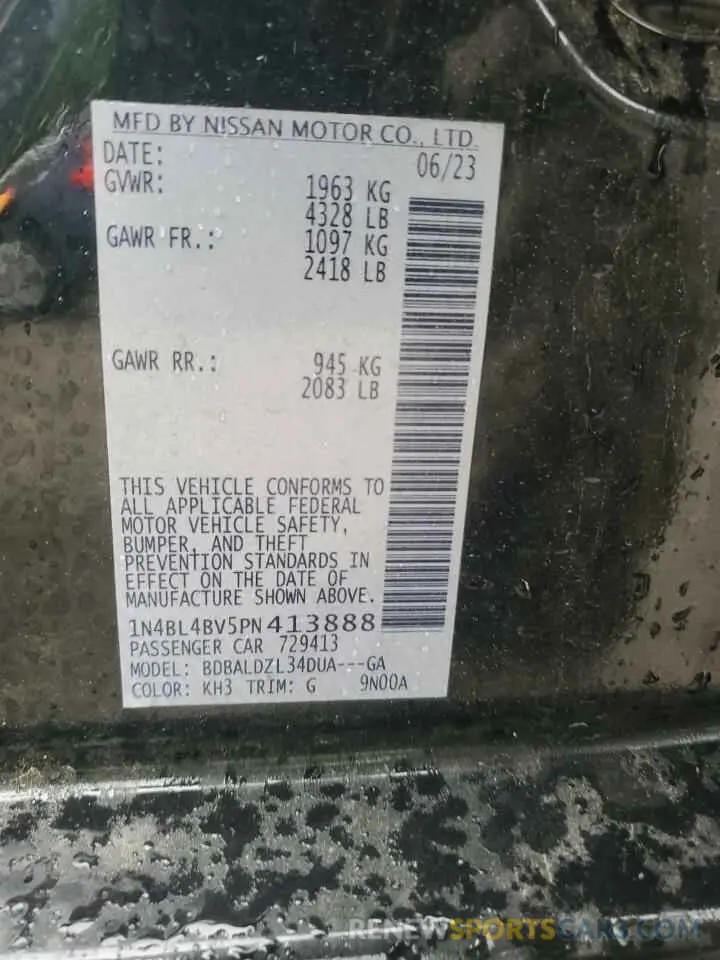 MFD BY NISSAN MOTOR CO., LTD.
DATE: 06/23
GVWR: 1963 KG
4328 LB
GAWR FR.: 1097 KG
2418 LB
GAWR RR.: 945 KG
2083 LB
THIS VEHICLE CONFORMS TO
ALL APPLICABLE FEDERAL
MOTOR VEHICLE SAFETY,
BUMPER, AND THEFT
PREVENTION STANDARDS IN
EFFECT ON THE DATE OF
MANUFACTURE SHOWN ABOVE.
1N4BL4BV5PN413888
PASSENGER CAR 729413
MODEL: BDBALDZL34DUA---GA
COLOR: KH3 TRIM: G 9N00A
RENEWSPORTSCARS.COM